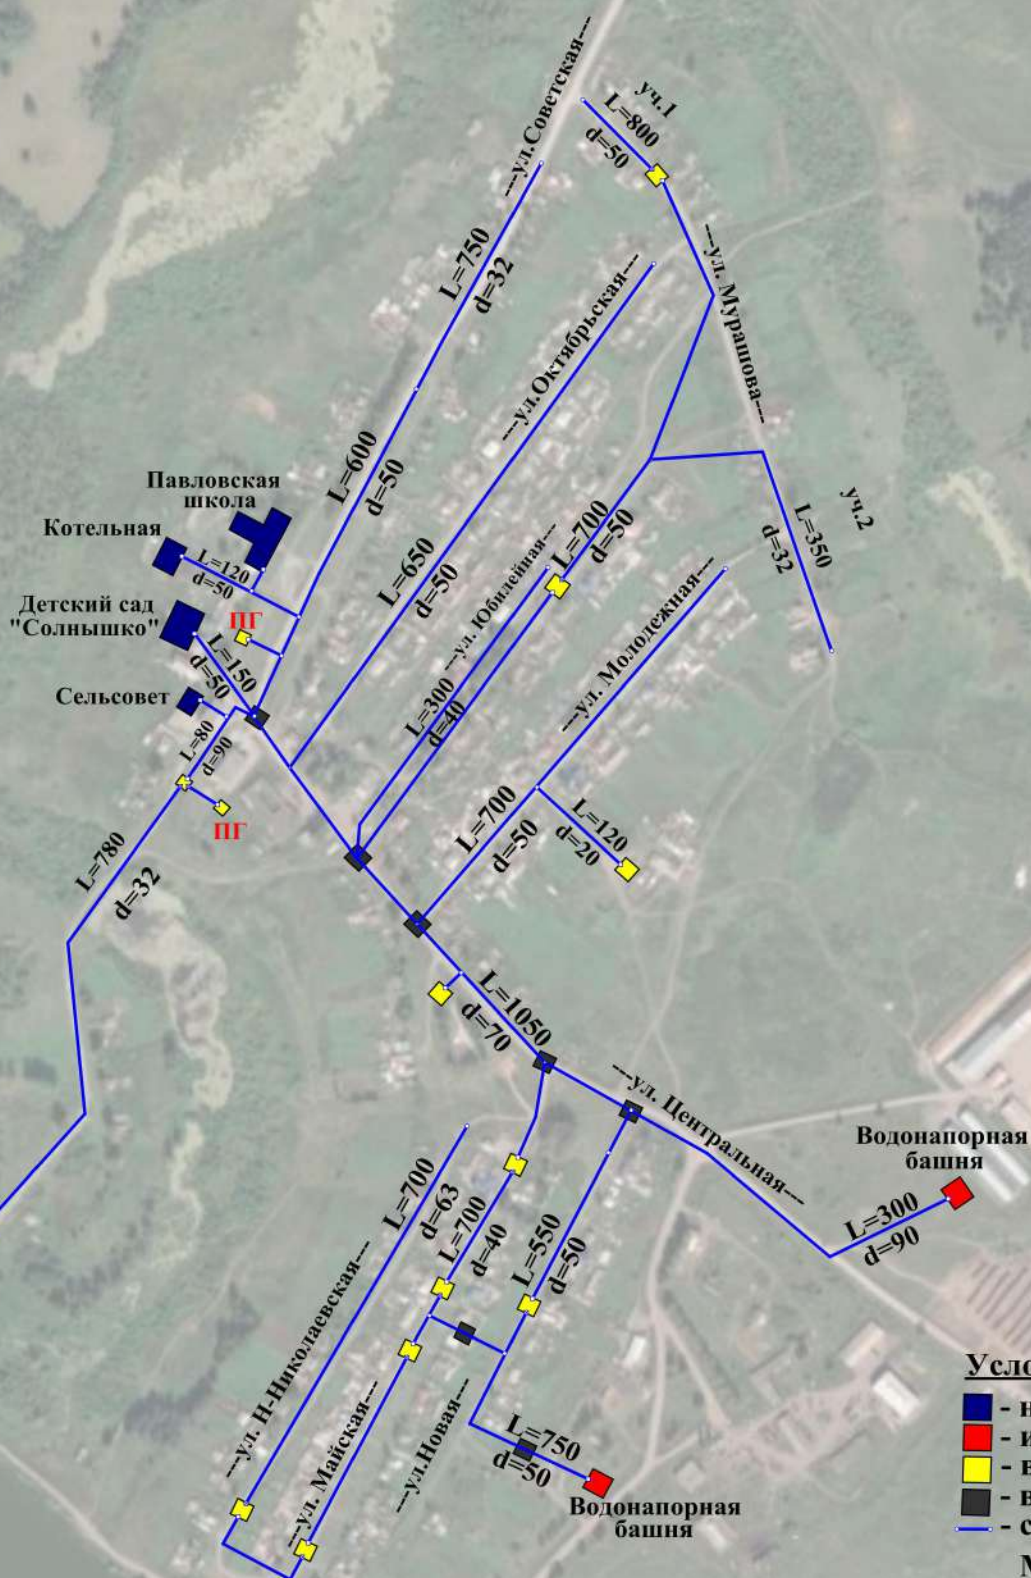 ---ул.Советская---
уч.1
L=800
d=50
L=750
d=32
---ул. Мурашова---
---ул.Октябрьская---
L=600
d=50
Павловская
школа
Котельная
L=120
d=50
Детский сад
"Солнышко"
ПГ
L=150
d=50
Сельсовет
L=80
d=90
ПГ
L=650
d=50
---ул. Юбилейная---
L=700
d=50
L=300
d=40
уч.2
L=350
d=32
---ул. Молодежная---
L=700
d=50
L=120
d=20
L=780
d=32
L=1050
d=70
---ул. Центральная---
Водонапорная
башня
L=300
d=90
L=700
d=63
L=700
d=40
L=550
d=50
---ул. Н-Николаевская---
---ул. Майская---
---ул.Новая---
L=750
d=50
Водонапорная
башня
Усло
- н
- и
- в
- в
- с
М